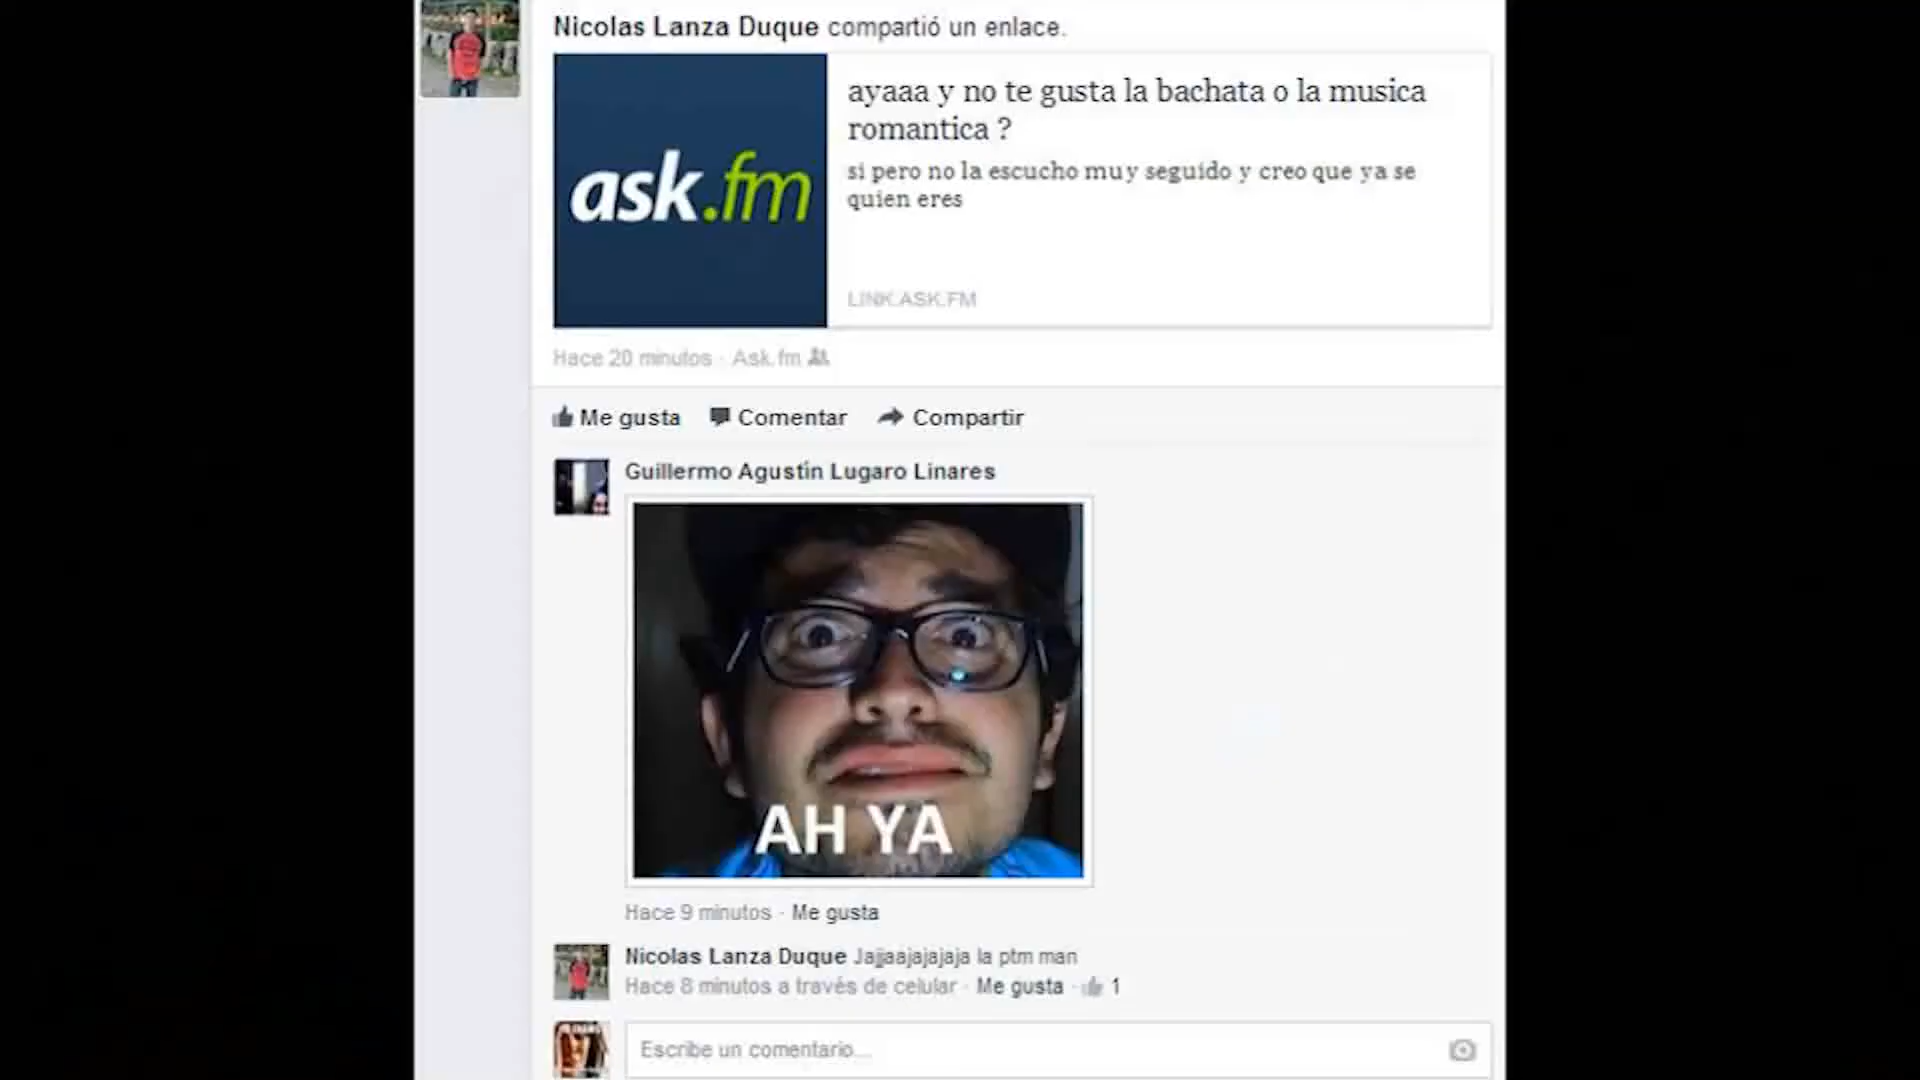 Nicolas Lanza Duque compartió un enlace.
ask.fm
ayaaa y no te gusta la bachata o la musica
romantica ?
si pero no la escucho muy seguido y creo que ya se
quien eres
LINK.ASK.FM
Hace 20 minutos · Ask.fm
Me gusta Comentar Compartir
Guillermo Agustín Lugaro Linares
AH YA
Hace 9 minutos · Me gusta
Nicolas Lanza Duque Jajjaajajajaja la ptm man
Hace 8 minutos a través de celular · Me gusta · 1
Escribe un comentario...